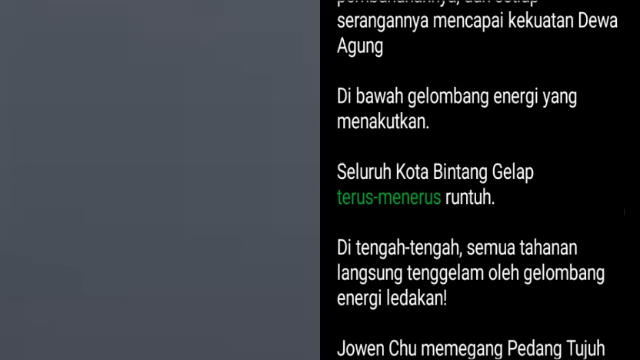 serangannya mencapai kekuatan Dewa
Agung
Di bawah gelombang energi yang
menakutkan.
Seluruh Kota Bintang Gelap
terus-menerus runtuh.
Di tengah-tengah, semua tahanan
langsung tenggelam oleh gelombang
energi ledakan!
Jowen Chu memegang Pedang Tujuh